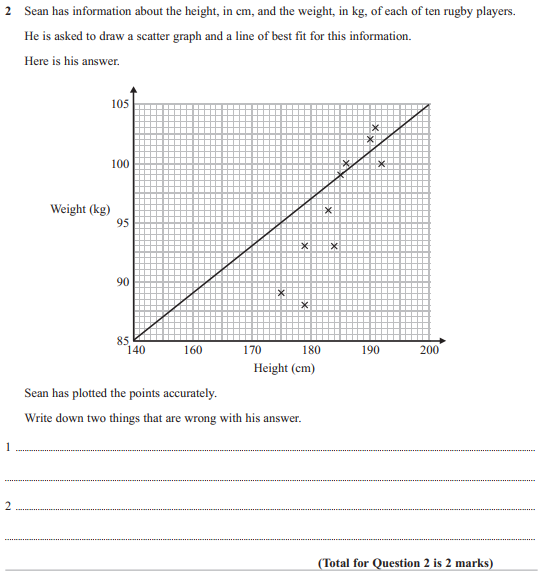 2 Sean has information about the height, in cm, and the weight, in kg, of each of ten rugby players.
He is asked to draw a scatter graph and a line of best fit for this information.
Here is his answer.
105
100
Weight (kg)
95
90
85
140 160 170 180 190 200
Height (cm)
Sean has plotted the points accurately.
Write down two things that are wrong with his answer.
1
2
(Total for Question 2 is 2 marks)